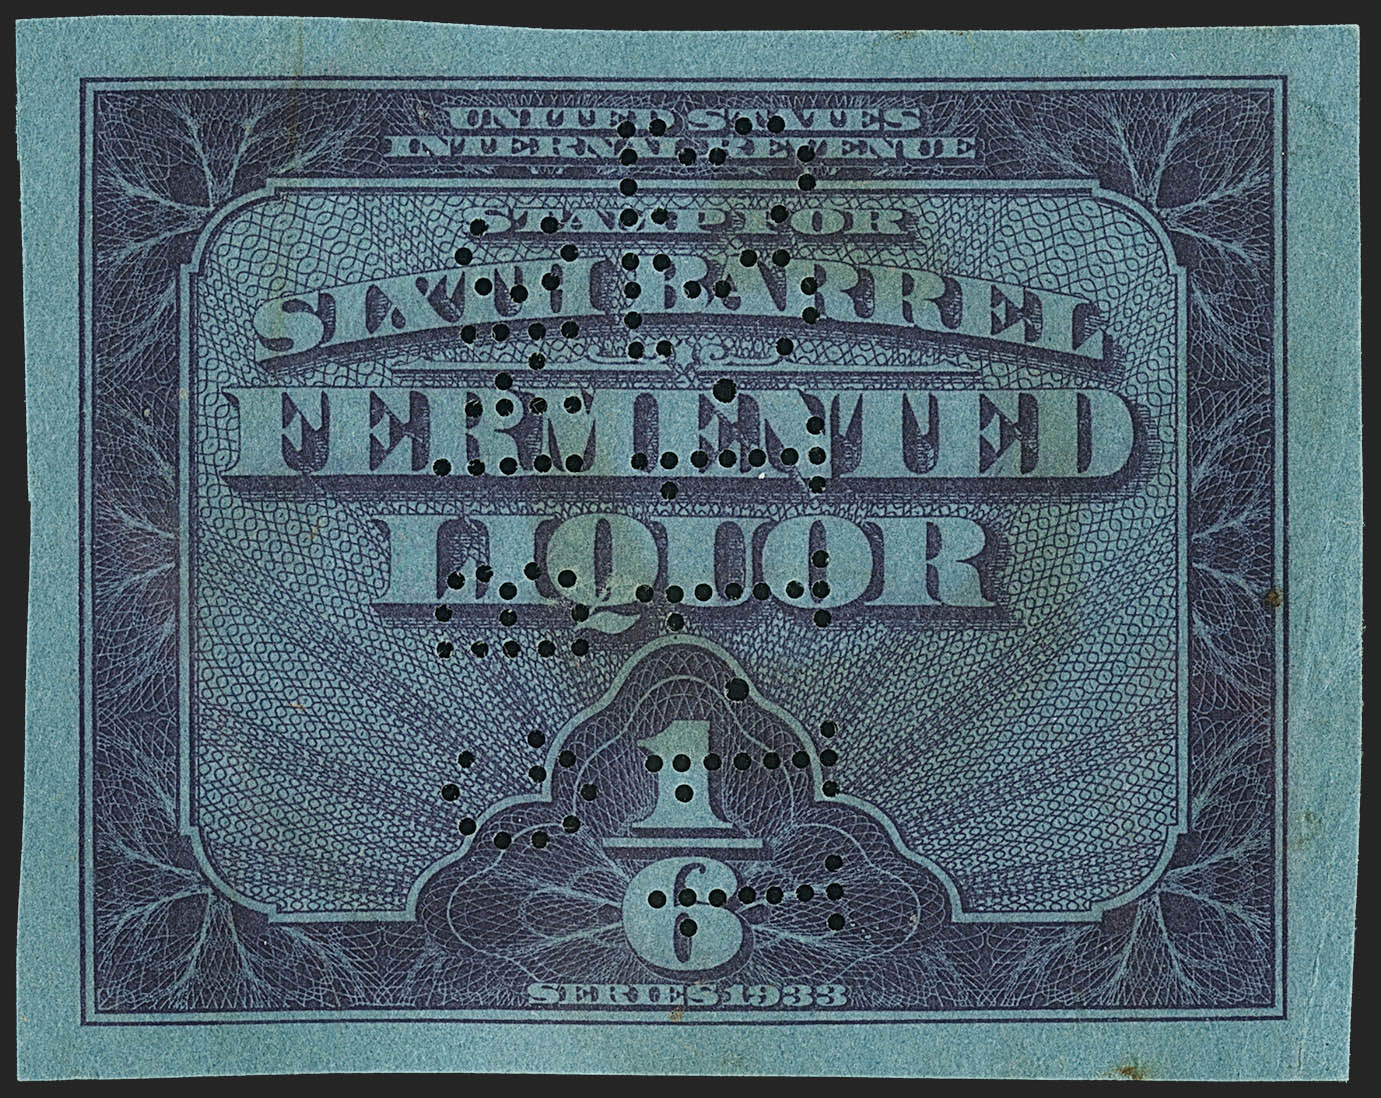 UNITED STATES
INTERNAL REVENUE
STAMP FOR
SIXTH BARREL
FERMENTED
LIQUOR
1
6
SERIES 1933